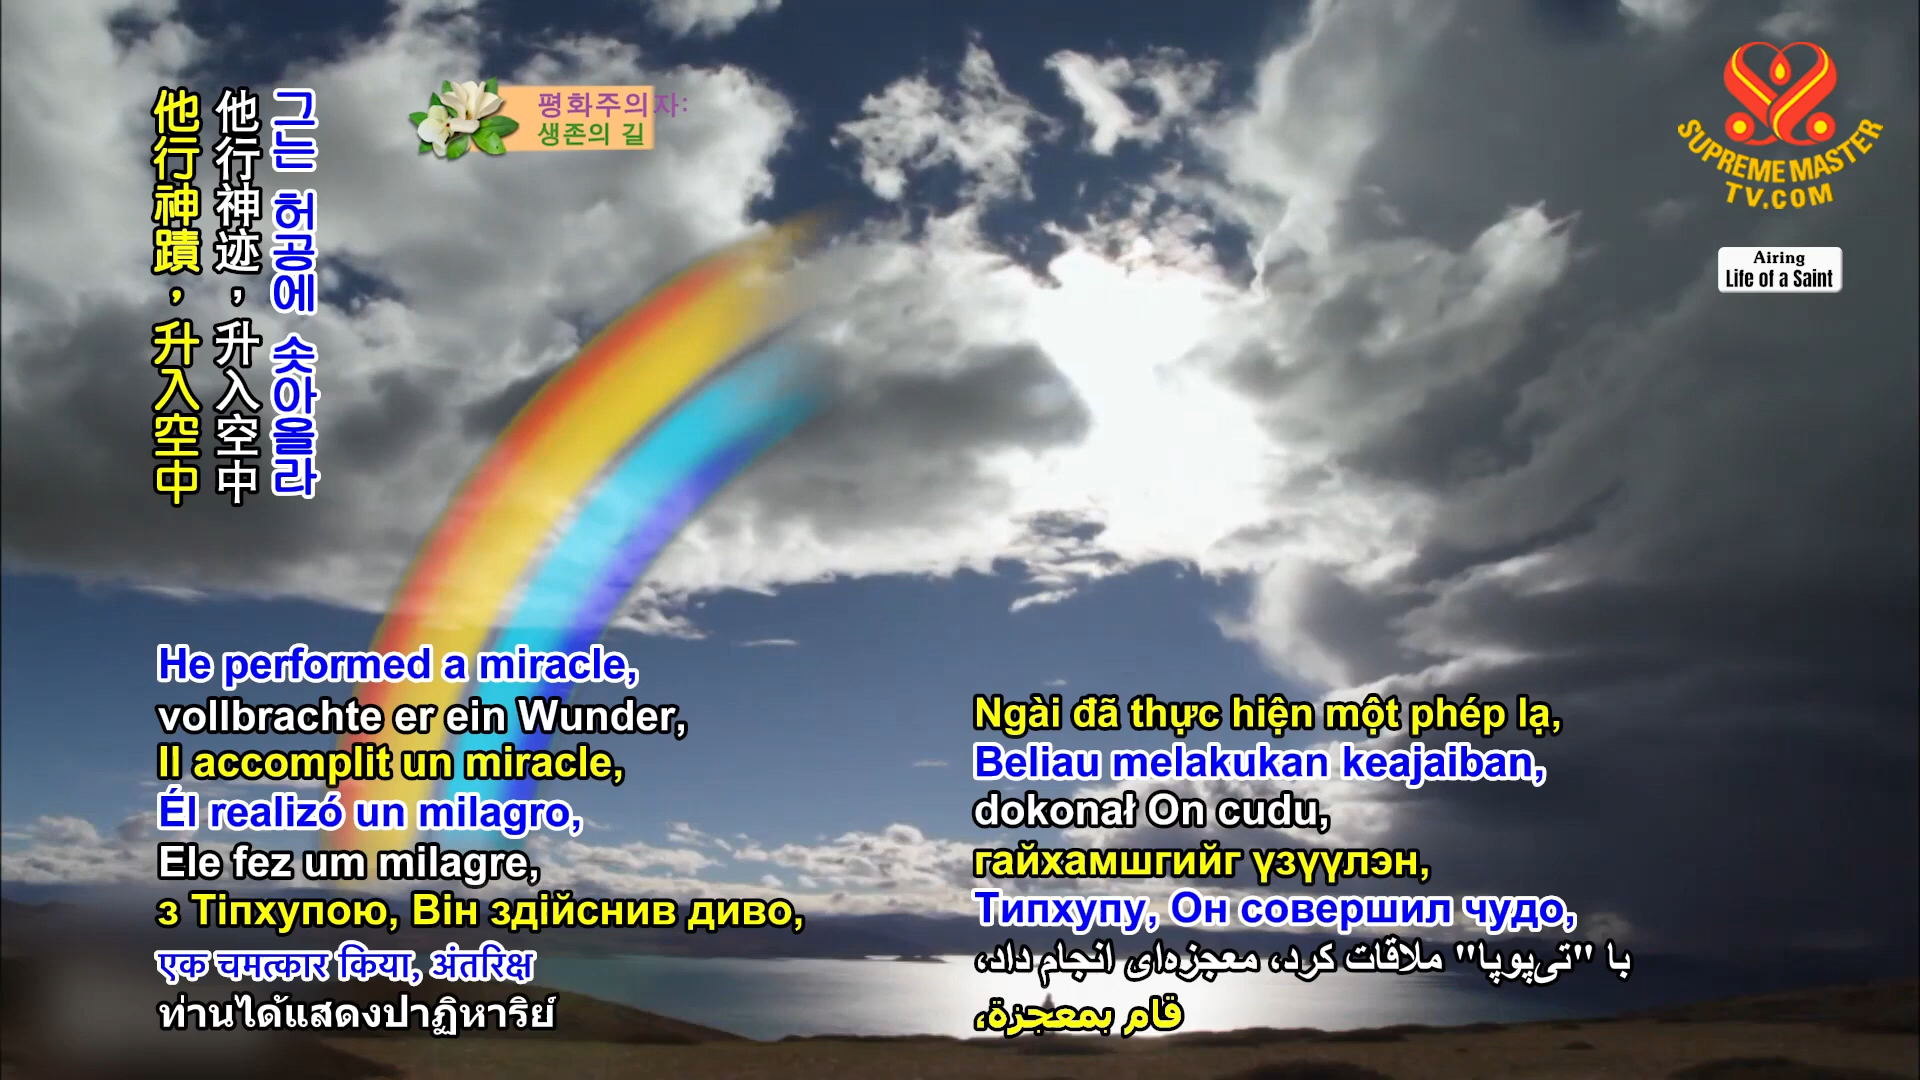 그는 허공에 솟아올라
他行神迹，升入空中
他行神蹟，升入空中
평화주의자:
생존의 길
SUPREME MASTER
TV.COM
Airing
Life of a Saint
He performed a miracle,
vollbrachte er ein Wunder,
Il accomplit un miracle,
Él realizó un milagro,
Ele fez um milagre,
з Тіпхупою, Він здійснив диво,
एक चमत्कार किया, अंतरिक्ष
ท่านได้แสดงปาฏิหาริย์
Ngài đã thực hiện một phép lạ,
Beliau melakukan keajaiban,
dokonał On cudu,
гайхамшгийг үзүүлэн,
Типхупу, Он совершил чудо,
با "تی‌پوپا" ملاقات کرد، معجزه‌ای انجام داد،
قام بمعجزة،